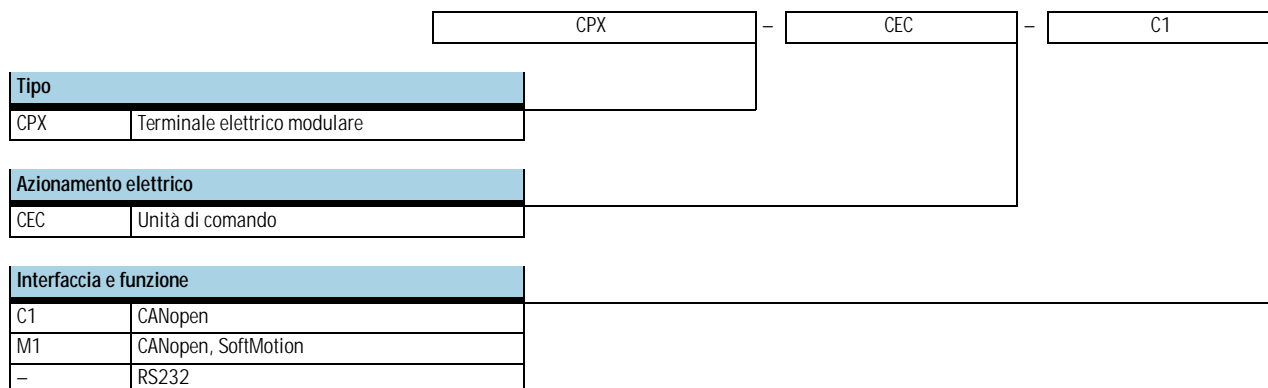 CPX – CEC – C1
Tipo
CPX Terminale elettrico modulare
Azionamento elettrico
CEC Unità di comando
Interfaccia e funzione
C1 CANopen
M1 CANopen, SoftMotion
– RS232